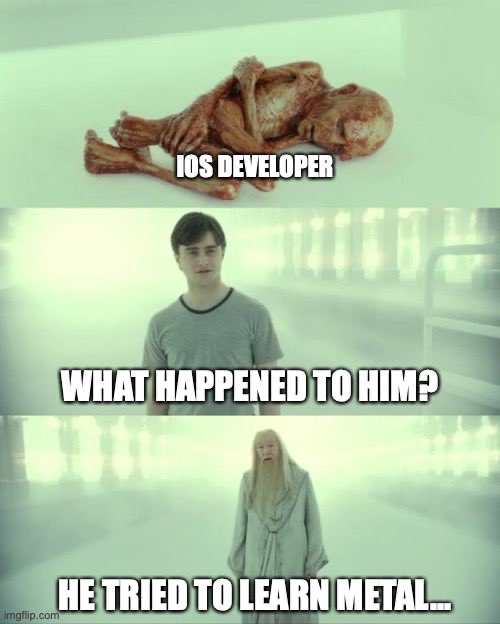 IOS DEVELOPER
WHAT HAPPENED TO HIM?
HE TRIED TO LEARN METAL...
imgflip.com